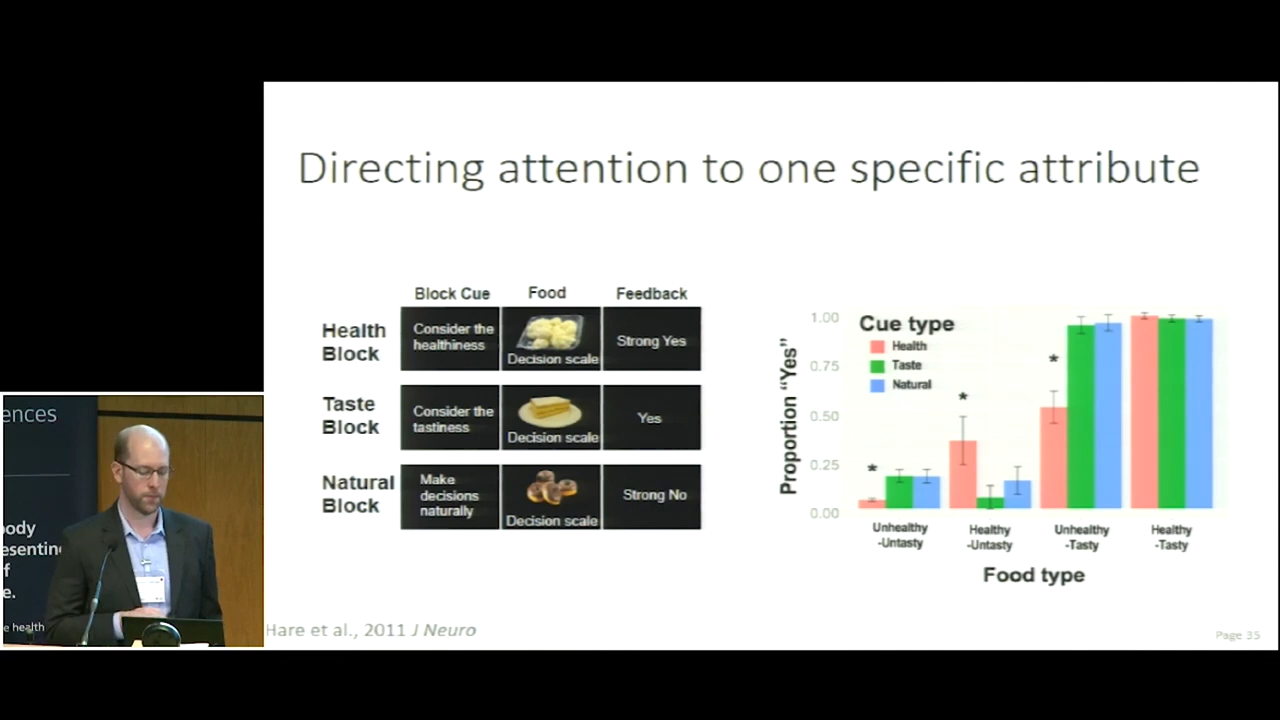 Directing attention to one specific attribute
Block Cue Food Feedback
Health
Block
Consider the
healthiness
Decision scale
Strong Yes
Taste
Block
Consider the
tastiness
Decision scale
Yes
Natural
Block
Make
decisions
naturally
Decision scale
Strong No
Cue type
Health
Taste
Natural
Proportion “Yes”
1.00
0.75
0.50
0.25
0.00
*
*
*
Unhealthy
-Untasty
Healthy
-Untasty
Unhealthy
-Tasty
Healthy
-Tasty
Food type
Hare et al., 2011 J Neuro
Page 35
ences
ody
esentin
f
e.
e health